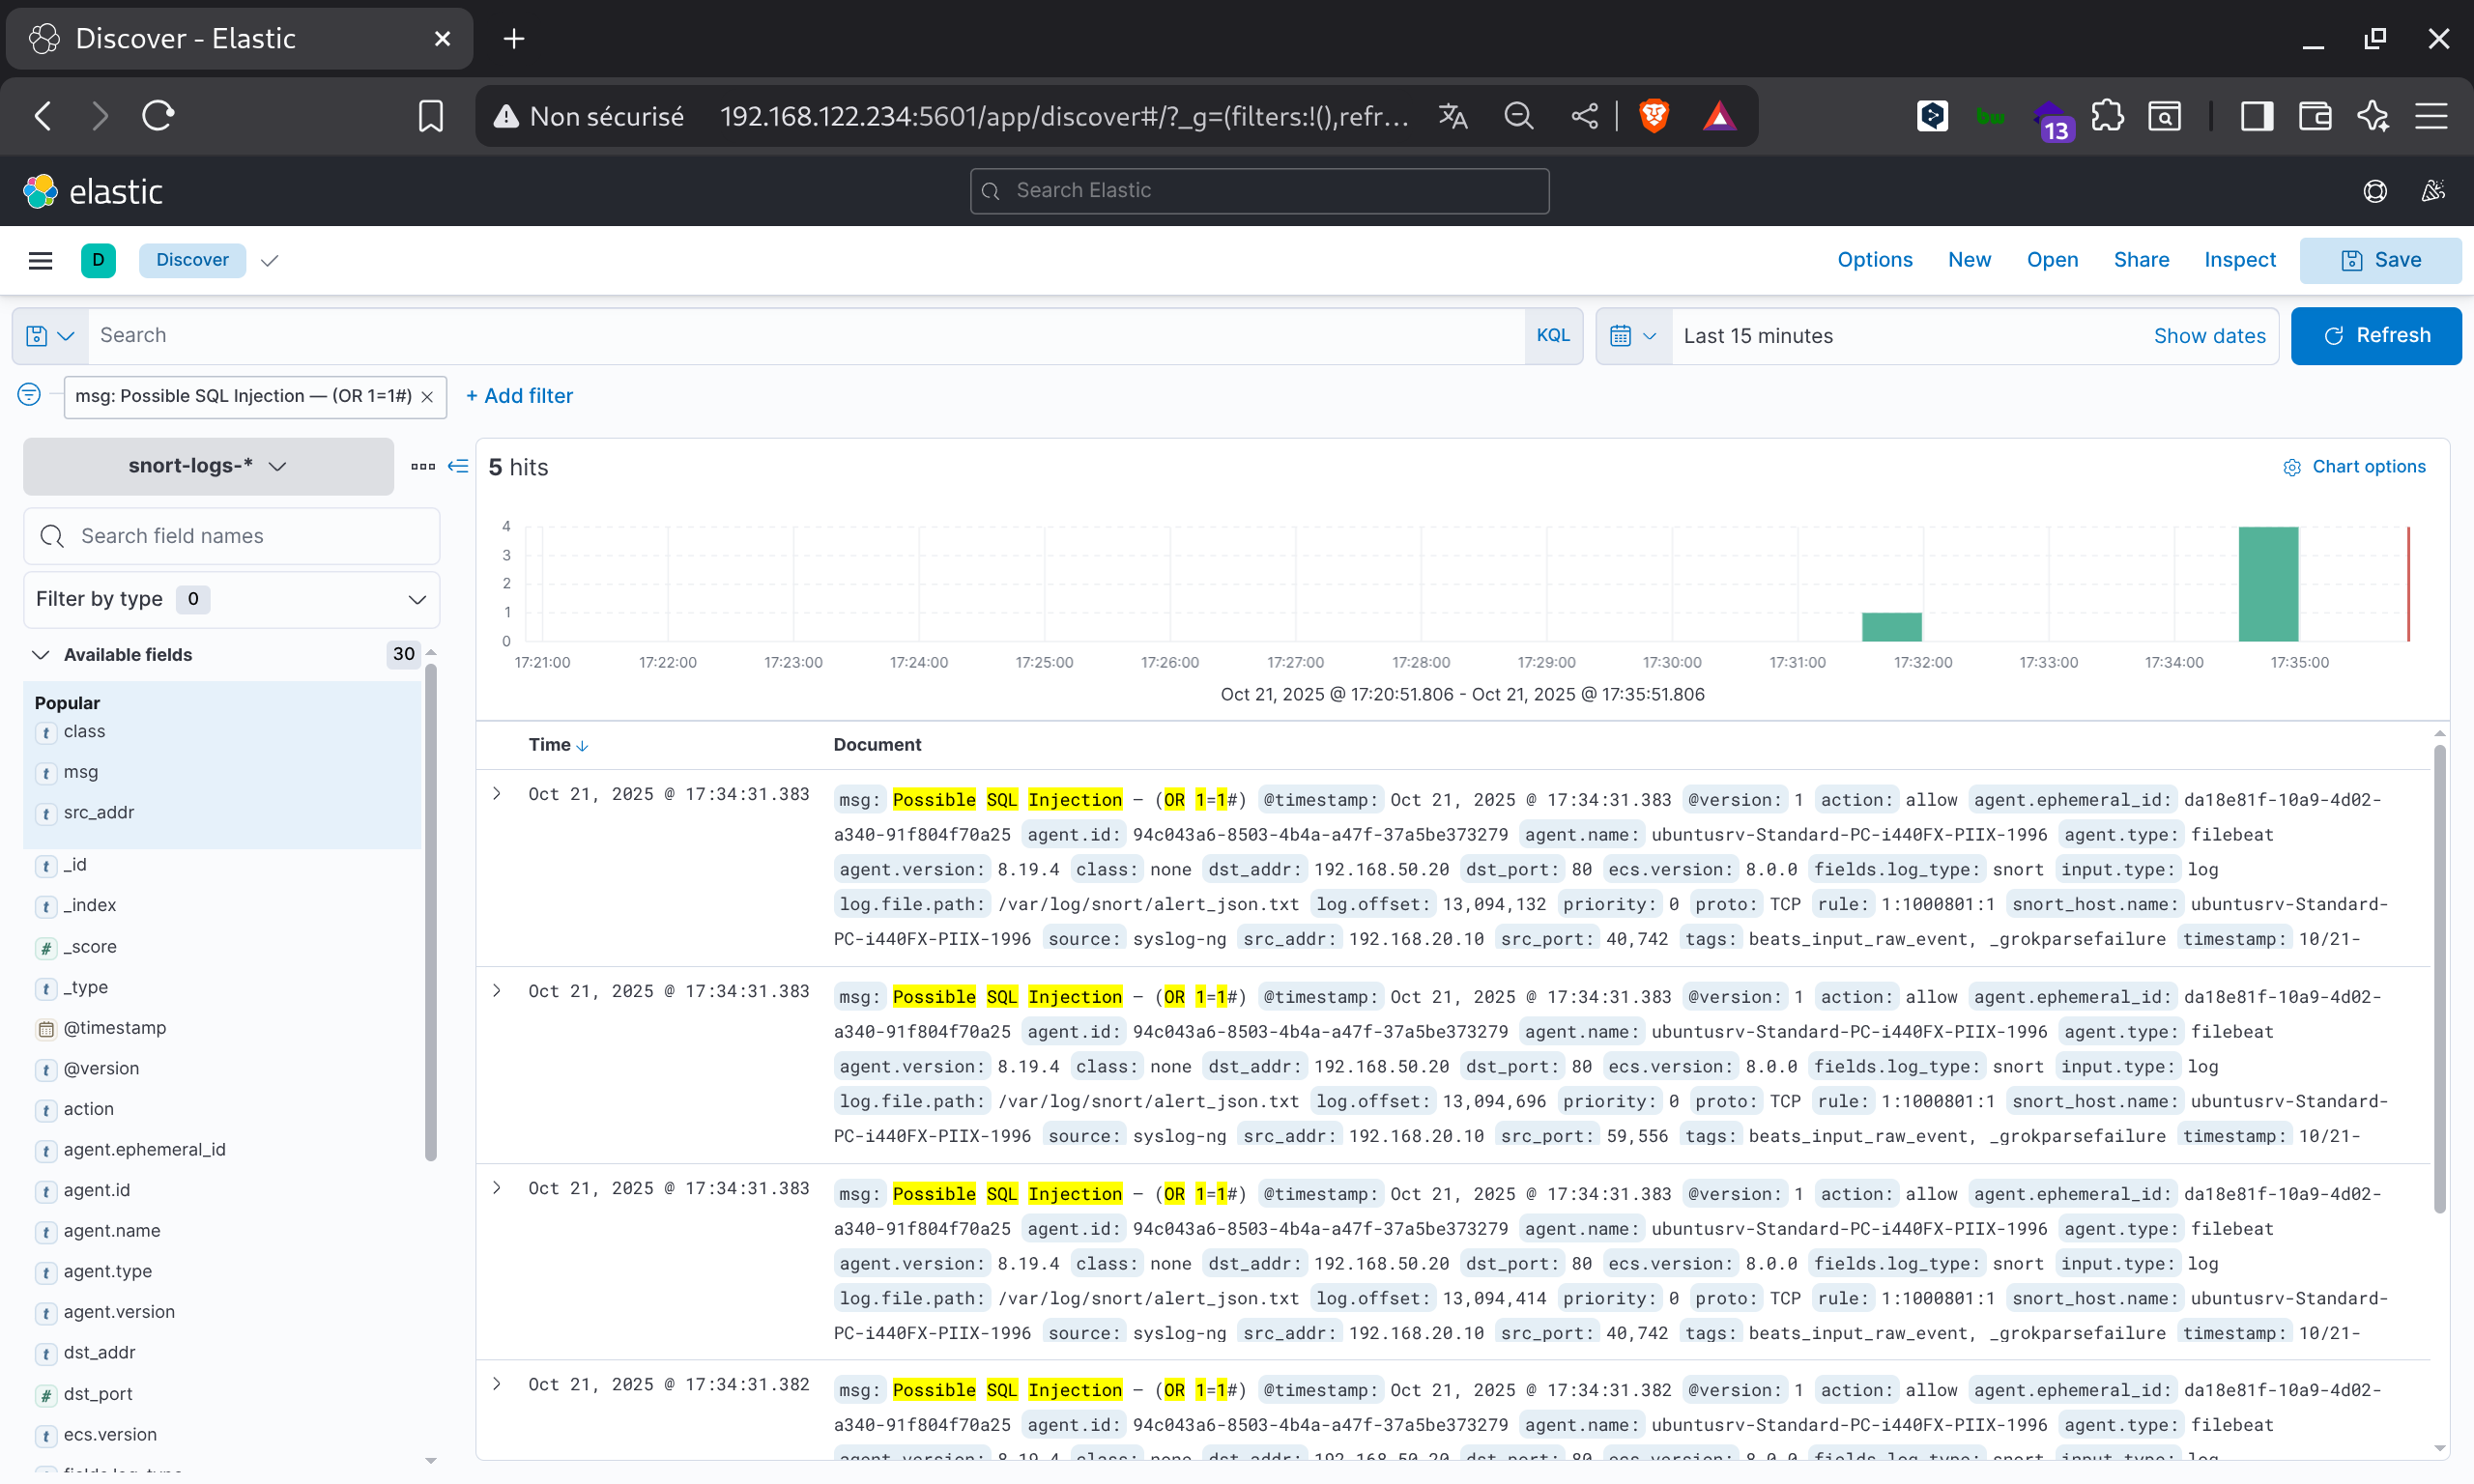 Discover - Elastic
Non sécurisé 192.168.122.234:5601/app/discover#/?_g=(filters:!(),refr...
bw
13
elastic
Search Elastic
D Discover
Options New Open Share Inspect Save
Search KQL
Last 15 minutes Show dates Refresh
msg: Possible SQL Injection — (OR 1=1#) × + Add filter
snort-logs-*
Search field names
Filter by type 0
Available fields 30
Popular
t class
t msg
t src_addr
t _id
t _index
# _score
t _type
@timestamp
t @version
t action
t agent.ephemeral_id
t agent.id
t agent.name
t agent.type
t agent.version
t dst_addr
# dst_port
t ecs.version
5 hits Chart options
4
3
2
1
0
17:21:00 17:22:00 17:23:00 17:24:00 17:25:00 17:26:00 17:27:00 17:28:00 17:29:00 17:30:00 17:31:00 17:32:00 17:33:00 17:34:00 17:35:00
Oct 21, 2025 @ 17:20:51.806 - Oct 21, 2025 @ 17:35:51.806
Time Document
Oct 21, 2025 @ 17:34:31.383 msg: Possible SQL Injection — (OR 1=1#) @timestamp: Oct 21, 2025 @ 17:34:31.383 @version: 1 action: allow agent.ephemeral_id: da18e81f-10a9-4d02-
a340-91f804f70a25 agent.id: 94c043a6-8503-4b4a-a47f-37a5be373279 agent.name: ubuntusrv-Standard-PC-i440FX-PIIX-1996 agent.type: filebeat
agent.version: 8.19.4 class: none dst_addr: 192.168.50.20 dst_port: 80 ecs.version: 8.0.0 fields.log_type: snort input.type: log
log.file.path: /var/log/snort/alert_json.txt log.offset: 13,094,132 priority: 0 proto: TCP rule: 1:1000801:1 snort_host.name: ubuntusrv-Standard-
PC-i440FX-PIIX-1996 source: syslog-ng src_addr: 192.168.20.10 src_port: 40,742 tags: beats_input_raw_event, _grokparsefailure timestamp: 10/21-
Oct 21, 2025 @ 17:34:31.383 msg: Possible SQL Injection — (OR 1=1#) @timestamp: Oct 21, 2025 @ 17:34:31.383 @version: 1 action: allow agent.ephemeral_id: da18e81f-10a9-4d02-
a340-91f804f70a25 agent.id: 94c043a6-8503-4b4a-a47f-37a5be373279 agent.name: ubuntusrv-Standard-PC-i440FX-PIIX-1996 agent.type: filebeat
agent.version: 8.19.4 class: none dst_addr: 192.168.50.20 dst_port: 80 ecs.version: 8.0.0 fields.log_type: snort input.type: log
log.file.path: /var/log/snort/alert_json.txt log.offset: 13,094,696 priority: 0 proto: TCP rule: 1:1000801:1 snort_host.name: ubuntusrv-Standard-
PC-i440FX-PIIX-1996 source: syslog-ng src_addr: 192.168.20.10 src_port: 59,556 tags: beats_input_raw_event, _grokparsefailure timestamp: 10/21-
Oct 21, 2025 @ 17:34:31.383 msg: Possible SQL Injection — (OR 1=1#) @timestamp: Oct 21, 2025 @ 17:34:31.383 @version: 1 action: allow agent.ephemeral_id: da18e81f-10a9-4d02-
a340-91f804f70a25 agent.id: 94c043a6-8503-4b4a-a47f-37a5be373279 agent.name: ubuntusrv-Standard-PC-i440FX-PIIX-1996 agent.type: filebeat
agent.version: 8.19.4 class: none dst_addr: 192.168.50.20 dst_port: 80 ecs.version: 8.0.0 fields.log_type: snort input.type: log
log.file.path: /var/log/snort/alert_json.txt log.offset: 13,094,414 priority: 0 proto: TCP rule: 1:1000801:1 snort_host.name: ubuntusrv-Standard-
PC-i440FX-PIIX-1996 source: syslog-ng src_addr: 192.168.20.10 src_port: 40,742 tags: beats_input_raw_event, _grokparsefailure timestamp: 10/21-
Oct 21, 2025 @ 17:34:31.382 msg: Possible SQL Injection — (OR 1=1#) @timestamp: Oct 21, 2025 @ 17:34:31.382 @version: 1 action: allow agent.ephemeral_id: da18e81f-10a9-4d02-
a340-91f804f70a25 agent.id: 94c043a6-8503-4b4a-a47f-37a5be373279 agent.name: ubuntusrv-Standard-PC-i440FX-PIIX-1996 agent.type: filebeat